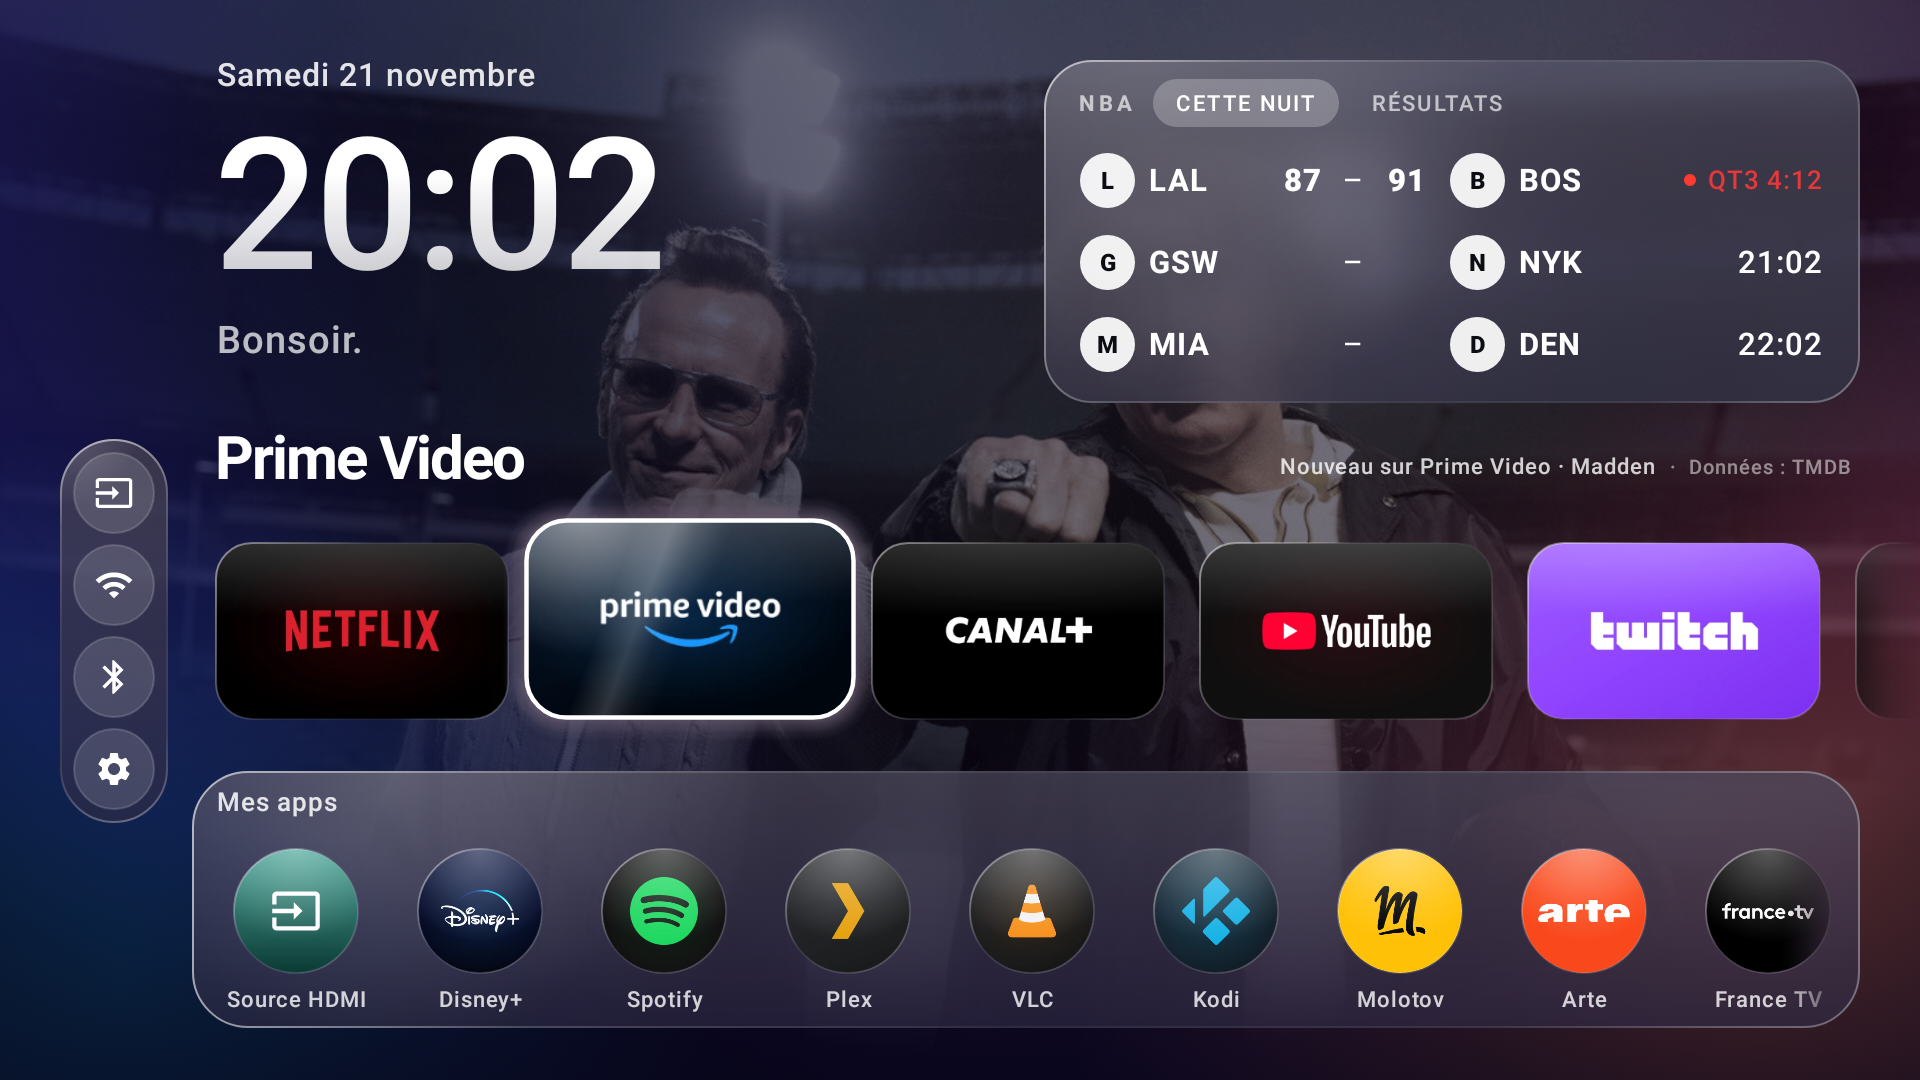 Samedi 21 novembre
20:02
Bonsoir.
NBA CETTE NUIT RÉSULTATS
L LAL 87 – 91 B BOS QT3 4:12
G GSW – N NYK 21:02
M MIA – D DEN 22:02
Prime Video
Nouveau sur Prime Video · Madden · Données : TMDB
NETFLIX
prime video
CANAL+
YouTube
twitch
Mes apps
Disney+
M.
arte
france•tv
Source HDMI
Disney+
Spotify
Plex
VLC
Kodi
Molotov
Arte
France TV